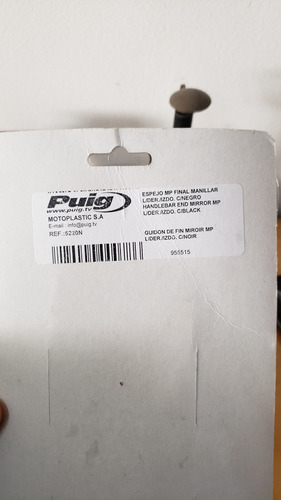 Puig
www.puig.tv
MOTOPLASTIC S.A
E-mail: info@puig.tv
REF.:5220N
ESPEJO MP FINAL MANILLAR
LIDER.IZDO. C/NEGRO
HANDLEBAR END MIRROR MP
LIDER.IZDO. C/BLACK
GUIDON DE FIN MIROIR MP
LIDER.IZDO. C/NOIR
955515